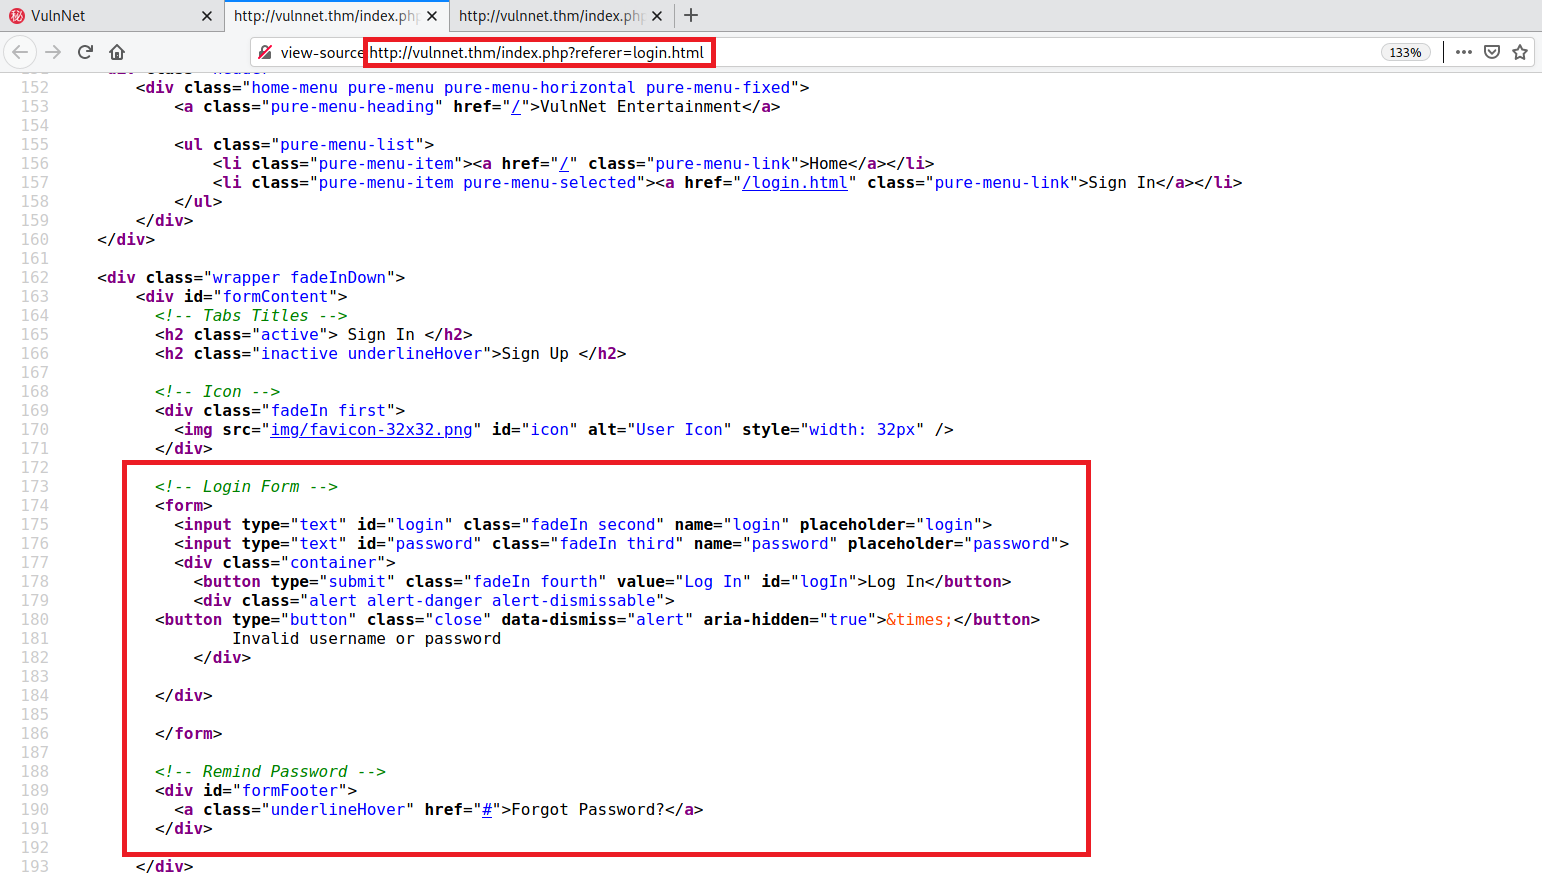 VulnNet
http://vulnnet.thm/index.php
http://vulnnet.thm/index.php
view-source:http://vulnnet.thm/index.php?referer=login.html
133%
152 <div class="home-menu pure-menu pure-menu-horizontal pure-menu-fixed">
153 <a class="pure-menu-heading" href="/">VulnNet Entertainment</a>
154
155 <ul class="pure-menu-list">
156 <li class="pure-menu-item"><a href="/" class="pure-menu-link">Home</a></li>
157 <li class="pure-menu-item pure-menu-selected"><a href="/login.html" class="pure-menu-link">Sign In</a></li>
158 </ul>
159 </div>
160 </div>
161
162 <div class="wrapper fadeInDown">
163 <div id="formContent">
164 <!-- Tabs Titles -->
165 <h2 class="active"> Sign In </h2>
166 <h2 class="inactive underlineHover">Sign Up </h2>
167
168 <!-- Icon -->
169 <div class="fadeIn first">
170 <img src="img/favicon-32x32.png" id="icon" alt="User Icon" style="width: 32px" />
171 </div>
172
173 <!-- Login Form -->
174 <form>
175 <input type="text" id="login" class="fadeIn second" name="login" placeholder="login">
176 <input type="text" id="password" class="fadeIn third" name="password" placeholder="password">
177 <div class="container">
178 <button type="submit" class="fadeIn fourth" value="Log In" id="logIn">Log In</button>
179 <div class="alert alert-danger alert-dismissable">
180 <button type="button" class="close" data-dismiss="alert" aria-hidden="true">&times;</button>
181 Invalid username or password
182 </div>
183
184 </div>
185
186 </form>
187
188 <!-- Remind Password -->
189 <div id="formFooter">
190 <a class="underlineHover" href="#">Forgot Password?</a>
191 </div>
192
193 </div>